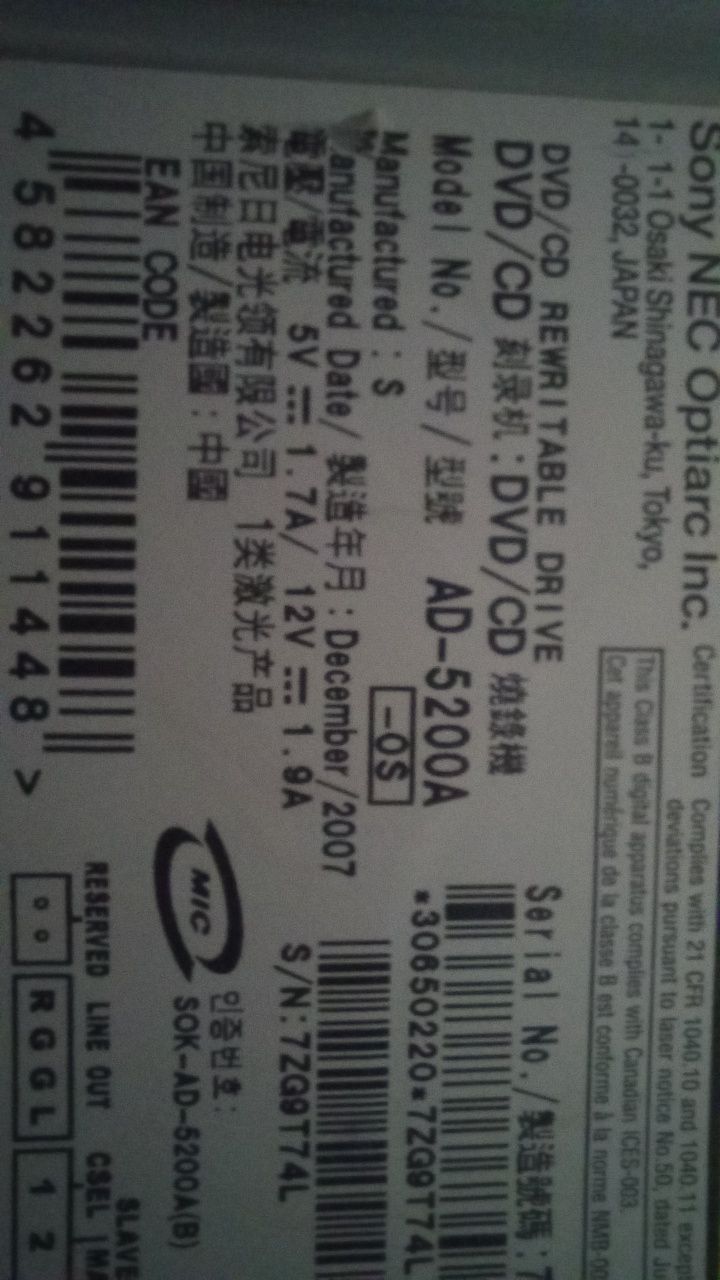 Sony NEC Optiarc Inc.
1-1-1 Osaki Shinagawa-ku, Tokyo,
141-0032, JAPAN
Certification Complies with 21 CFR 1040.10 and 1040.11
deviations pursuant to laser notice No.50, dated
This Class B digital apparatus complies with Canadian ICES-003.
Cet appareil numérique de la classe B est conforme à la norme
DVD/CD REWRITABLE DRIVE
DVD/CD 刻录机:DVD/CD 燒錄機
Model No./型号/型號 AD-5200A
Manufactured:S -0S
Manufactured Date/製造年月:December/2007
電壓/電流 5V ⎓ 1.7A/ 12V ⎓ 1.9A
索尼日电光领有限公司 1类激光产品
中国制造/製造國:中國
EAN CODE
4 582262 911448 >
Serial No./製造號碼:7
*30650220*7ZG9T74L
S/N:7ZG9T74L
MIC
인증번호:
SOK-AD-5200A(B)
SLAVE
RESERVED LINE OUT CSEL MA
R G G L 1 2